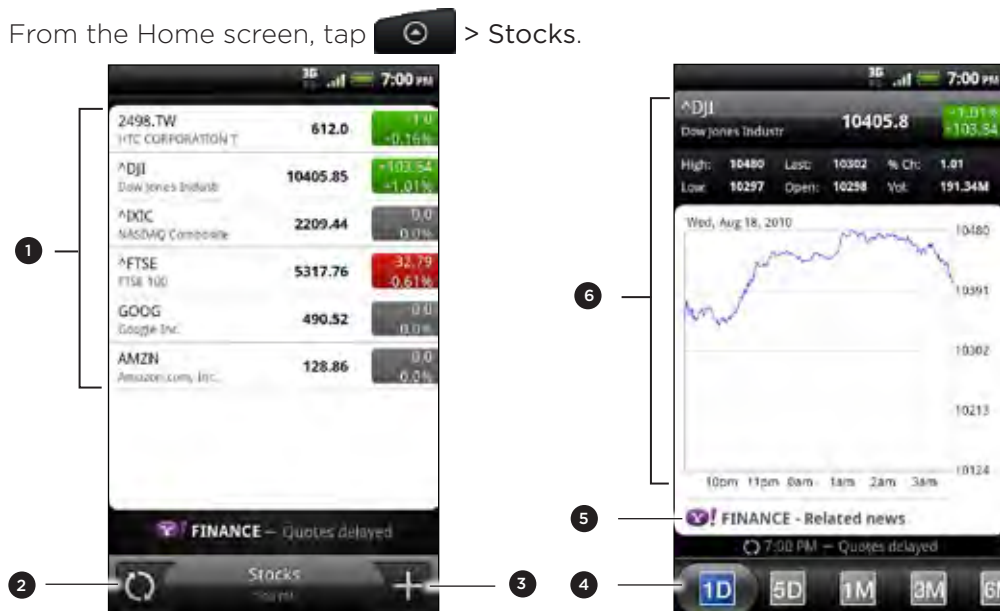 From the Home screen, tap > Stocks.
3G 7:00 PM
2498.TW 612.0
HTC CORPORATION T +0.16%
^DJI 10405.85 +103.54
Dow Jones Industr +1.01%
^IXIC 2209.44 0.0
NASDAQ Composite 0.0%
^FTSE 5317.76 -32.79
FTSE 100 -0.61%
GOOG 490.52 0.0
Google Inc. 0.0%
AMZN 128.86 0.0
Amazon.com, Inc. 0.0%
1
Y! FINANCE – Quotes delayed
Stocks
2
3
3G 7:00 PM
^DJI 10405.8 +1.01%
Dow Jones Industr +103.54
High: 10480 Last: 10302 % Ch: 1.01
Low: 10297 Open: 10298 Vol: 191.34M
Wed, Aug 18, 2010
10480
10391
10302
10213
10124
10pm 11pm 0am 1am 2am 3am
6
5
Y! FINANCE - Related news
7:00 PM – Quotes delayed
4
1D 5D 1M 3M